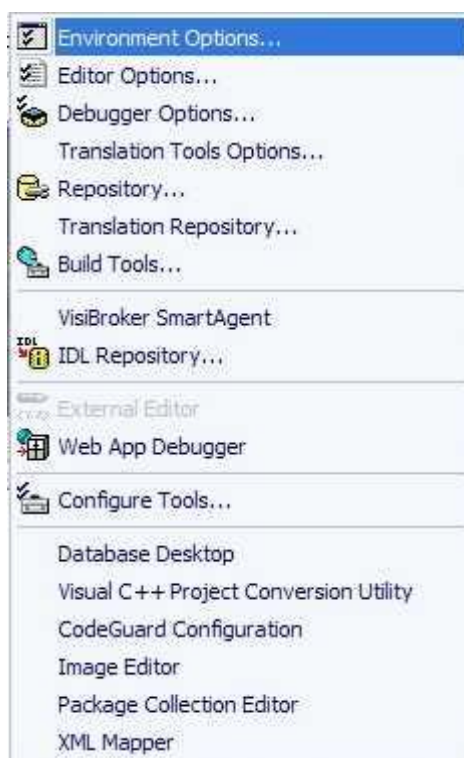 Environment Options...
Editor Options...
Debugger Options...
Translation Tools Options...
Repository...
Translation Repository...
Build Tools...
VisiBroker SmartAgent
IDL
IDL Repository...
External Editor
Web App Debugger
Configure Tools...
Database Desktop
Visual C++ Project Conversion Utility
CodeGuard Configuration
Image Editor
Package Collection Editor
XML Mapper